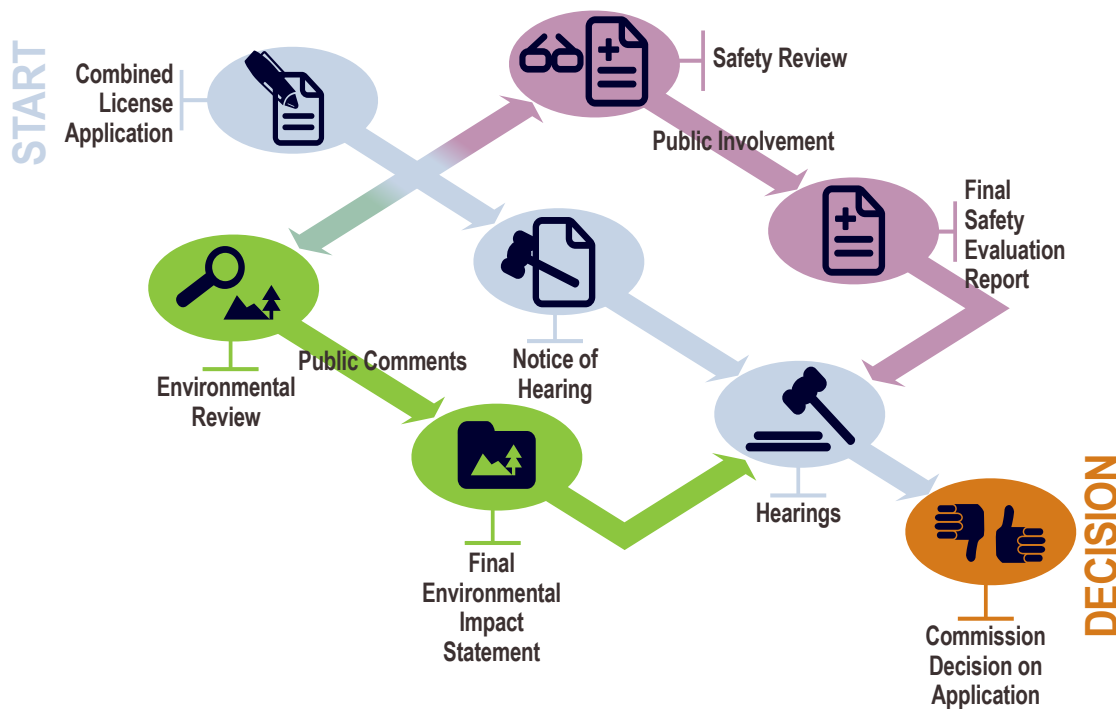 START
Combined
License
Application
Safety Review
Public Involvement
Final
Safety
Evaluation
Report
Notice of
Hearing
Public Comments
Environmental
Review
Hearings
Final
Environmental
Impact
Statement
DECISION
Commission
Decision on
Application